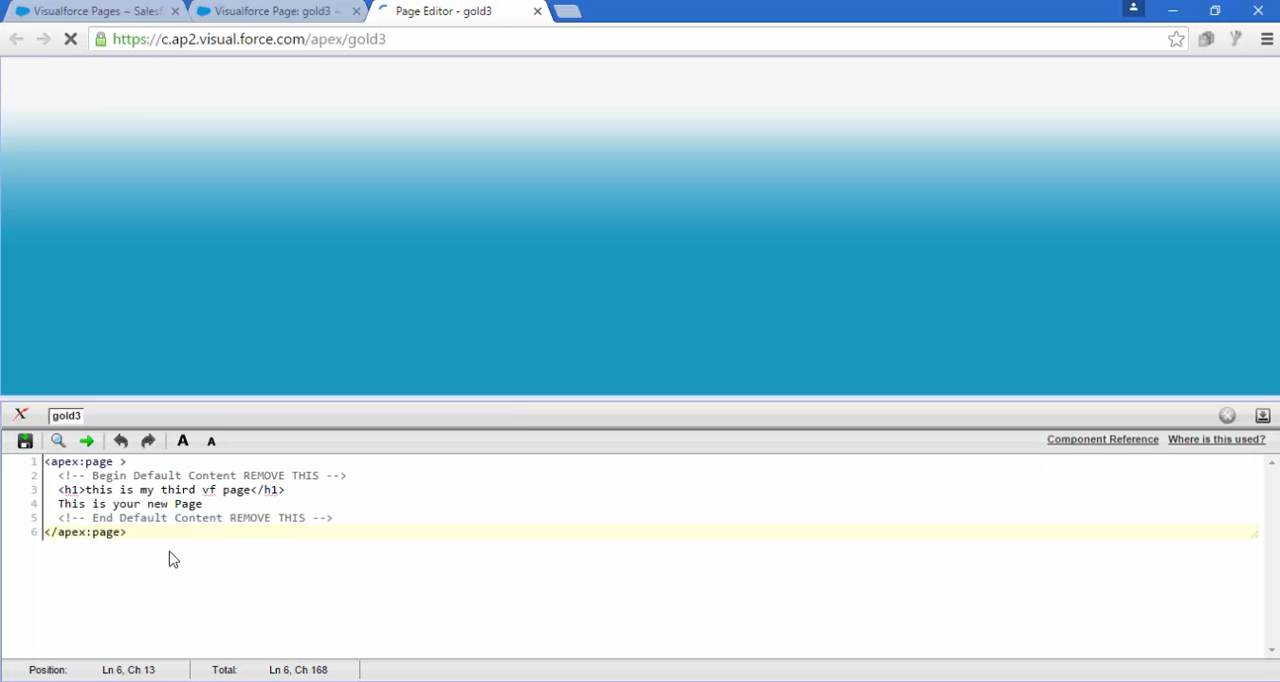 Visualforce Pages ~ Salesf
Visualforce Page: gold3 ~
Page Editor - gold3
https://c.ap2.visual.force.com/apex/gold3
gold3
A A
Component Reference Where is this used?
1 <apex:page >
2 <!-- Begin Default Content REMOVE THIS -->
3 <h1>this is my third vf page</h1>
4 This is your new Page
5 <!-- End Default Content REMOVE THIS -->
6 </apex:page>
Position: Ln 6, Ch 13 Total: Ln 6, Ch 168